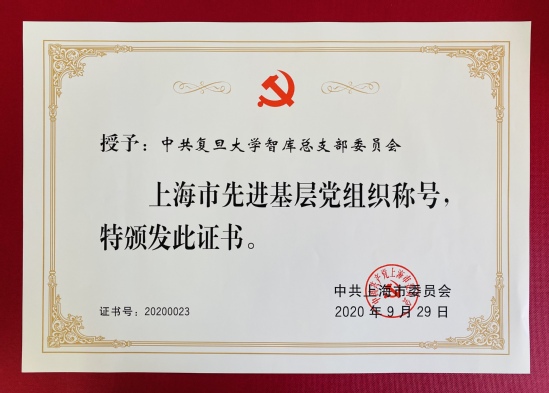 授予：中共复旦大学智库总支部委员会
上海市先进基层党组织称号，
特颁发此证书。
中共上海市委员会
证书号：20200023
2020 年 9 月 29 日